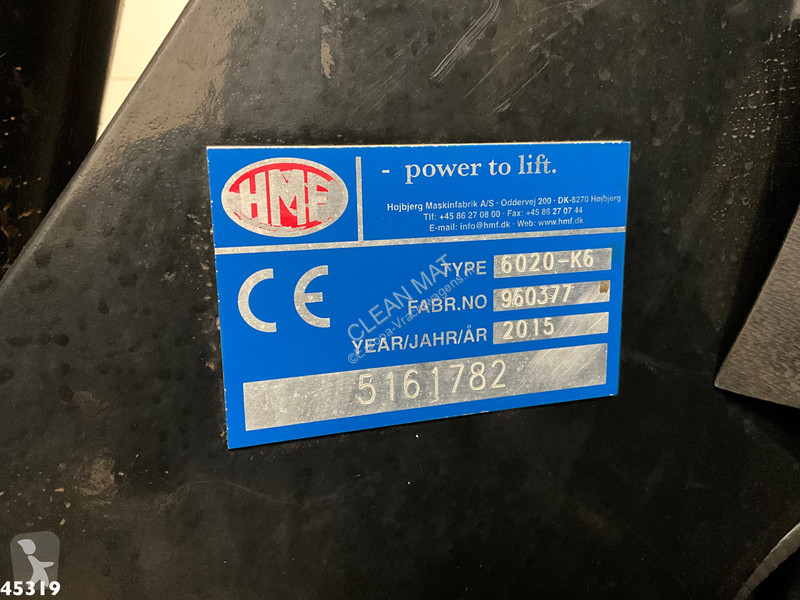 HMF
- power to lift.
Højbjerg Maskinfabrik A/S · Oddervej 200 · DK-8270 Højbjerg
Tlf: +45 86 27 08 00 · Fax: +45 86 27 07 44
E-mail: info@hmf.dk · Web: www.hmf.dk
CE
TYPE 6020-K6
FABR.NO 960377
YEAR/JAHR/ÅR 2015
5161782
CLEAN MAT
45319